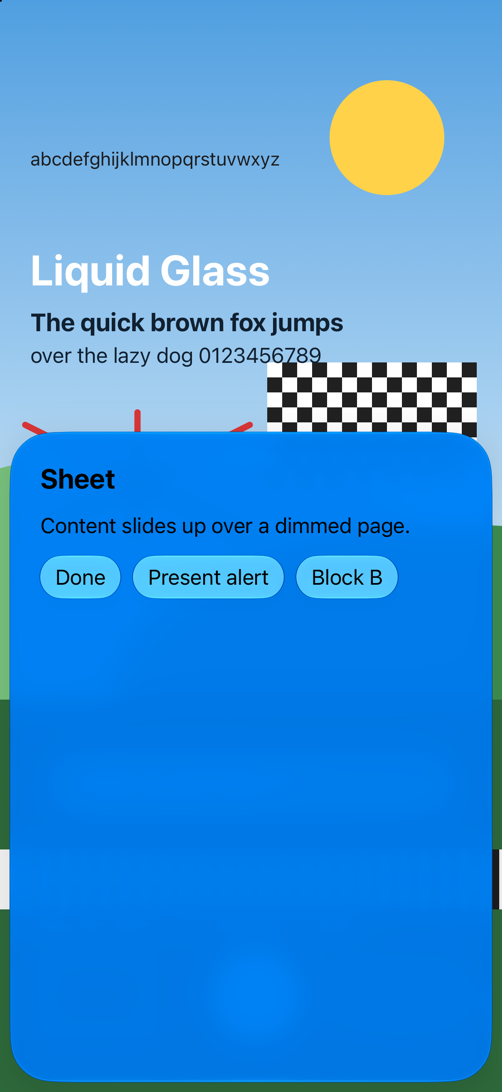 abcdefghijklmnopqrstuvwxyz
Liquid Glass
The quick brown fox jumps
over the lazy dog 0123456789
Sheet
Content slides up over a dimmed page.
Done
Present alert
Block B